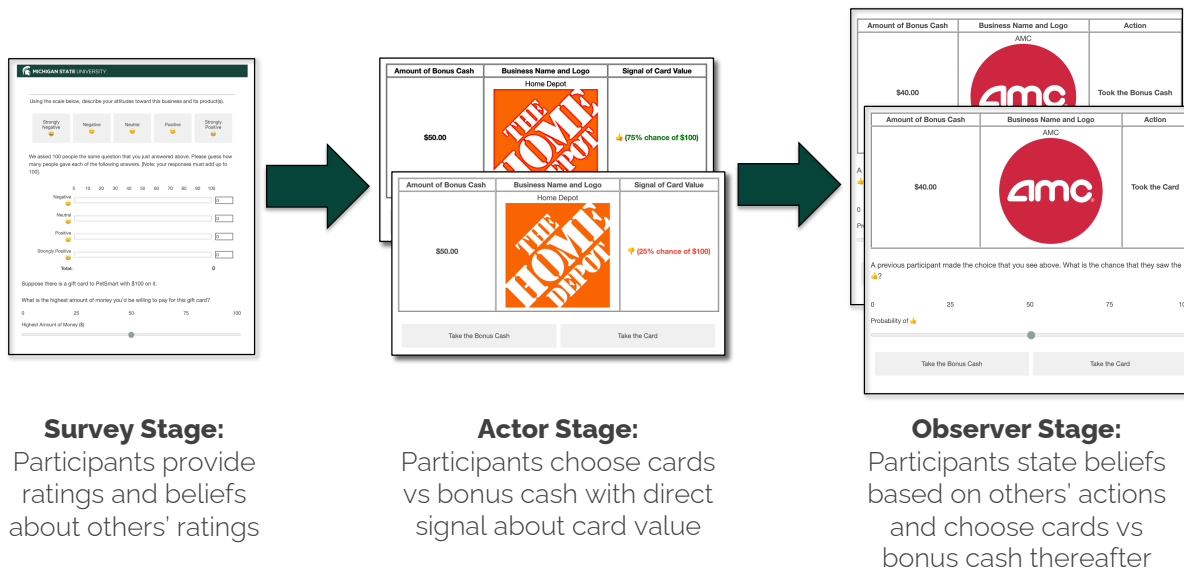 MICHIGAN STATE UNIVERSITY
Using the scale below, describe your attitudes toward this business and its product(s).
Strongly Negative
Negative
Neutral
Positive
Strongly Positive
We asked 100 people the same question that you just answered above. Please guess how
many people gave each of the following answers. [Note: your responses must add up to
100].
0 10 20 30 40 50 60 70 80 90 100
Negative 0
Neutral 0
Positive 0
Strongly Positive 0
Total: 0
Suppose there is a gift card to PetSmart with $100 on it.
What is the highest amount of money you'd be willing to pay for this gift card?
0 25 50 75 100
Highest Amount of Money ($)
Survey Stage:
Participants provide
ratings and beliefs
about others' ratings
Amount of Bonus Cash Business Name and Logo Signal of Card Value
Home Depot
$50.00
THE HOME DEPOT
👍 (75% chance of $100)
Amount of Bonus Cash Business Name and Logo Signal of Card Value
Home Depot
$50.00
THE HOME DEPOT
👎 (25% chance of $100)
Take the Bonus Cash Take the Card
Actor Stage:
Participants choose cards
vs bonus cash with direct
signal about card value
Amount of Bonus Cash Business Name and Logo Action
AMC
$40.00
amc
Took the Bonus Cash
Amount of Bonus Cash Business Name and Logo Action
AMC
$40.00
amc
Took the Card
A previous participant made the choice that you see above. What is the chance that they saw the
👍?
0 25 50 75 10
Probability of 👍
Take the Bonus Cash Take the Card
Observer Stage:
Participants state beliefs
based on others' actions
and choose cards vs
bonus cash thereafter